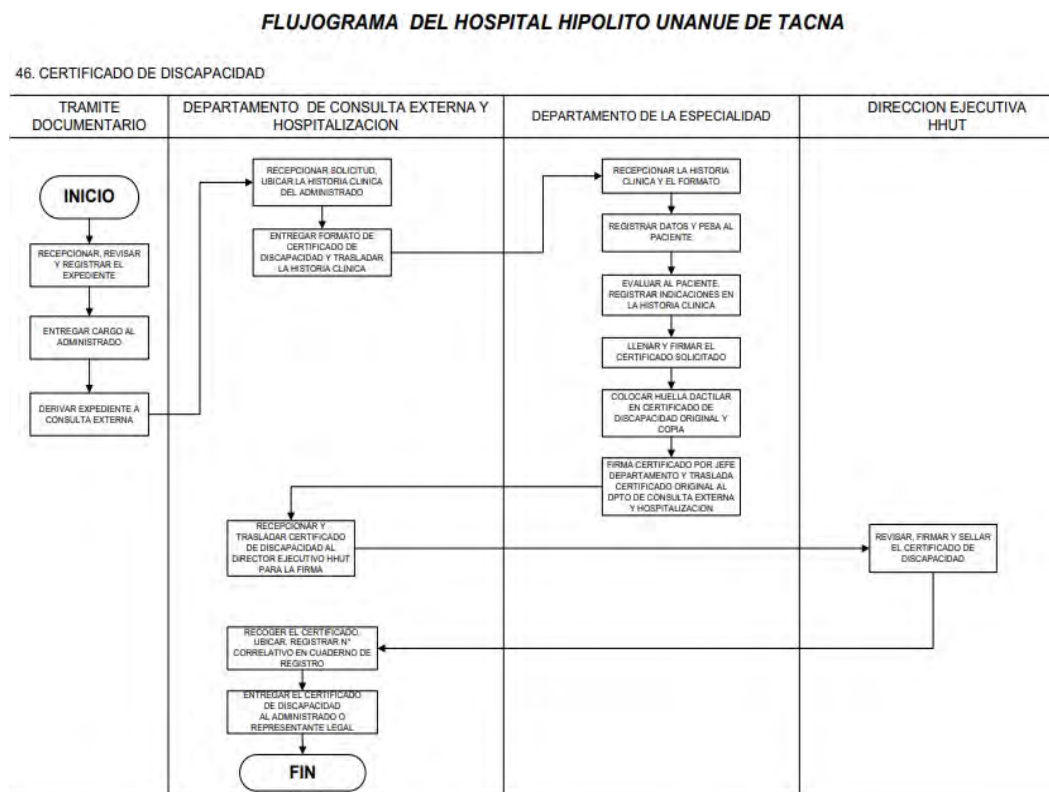 FLUJOGRAMA DEL HOSPITAL HIPOLITO UNANUE DE TACNA
46. CERTIFICADO DE DISCAPACIDAD
TRAMITE
DOCUMENTARIO
DEPARTAMENTO DE CONSULTA EXTERNA Y
HOSPITALIZACION
DEPARTAMENTO DE LA ESPECIALIDAD
DIRECCION EJECUTIVA
HHUT
INICIO
RECEPCIONAR, REVISAR
Y REGISTRAR EL
EXPEDIENTE
ENTREGAR CARGO AL
ADMINISTRADO
DERIVAR EXPEDIENTE A
CONSULTA EXTERNA
RECEPCIONAR SOLICITUD,
UBICAR LA HISTORIA CLINICA
DEL ADMINISTRADO
ENTREGAR FORMATO DE
CERTIFICADO DE
DISCAPACIDAD Y TRASLADAR
LA HISTORIA CLINICA
RECEPCIONAR LA HISTORIA
CLINICA Y EL FORMATO
REGISTRAR DATOS Y PESA AL
PACIENTE
EVALUAR AL PACIENTE,
REGISTRAR INDICACIONES EN
LA HISTORIA CLINICA
LLENAR Y FIRMAR EL
CERTIFICADO SOLICITADO
COLOCAR HUELLA DACTILAR
EN CERTIFICADO DE
DISCAPACIDAD ORIGINAL Y
COPIA
FIRMA CERTIFICADO POR JEFE
DEPARTAMENTO Y TRASLADA
CERTIFICADO ORIGINAL AL
DPTO DE CONSULTA EXTERNA
Y HOSPITALIZACION
RECEPCIONAR Y
TRASLADAR CERTIFICADO
DE DISCAPACIDAD AL
DIRECTOR EJECUTIVO HHUT
PARA LA FIRMA
REVISAR, FIRMAR Y SELLAR
EL CERTIFICADO DE
DISCAPACIDAD
RECOGER EL CERTIFICADO,
UBICAR, REGISTRAR N°
CORRELATIVO EN CUADERNO DE
REGISTRO
ENTREGAR EL CERTIFICADO
DE DISCAPACIDAD
AL ADMINISTRADO O
REPRESENTANTE LEGAL
FIN